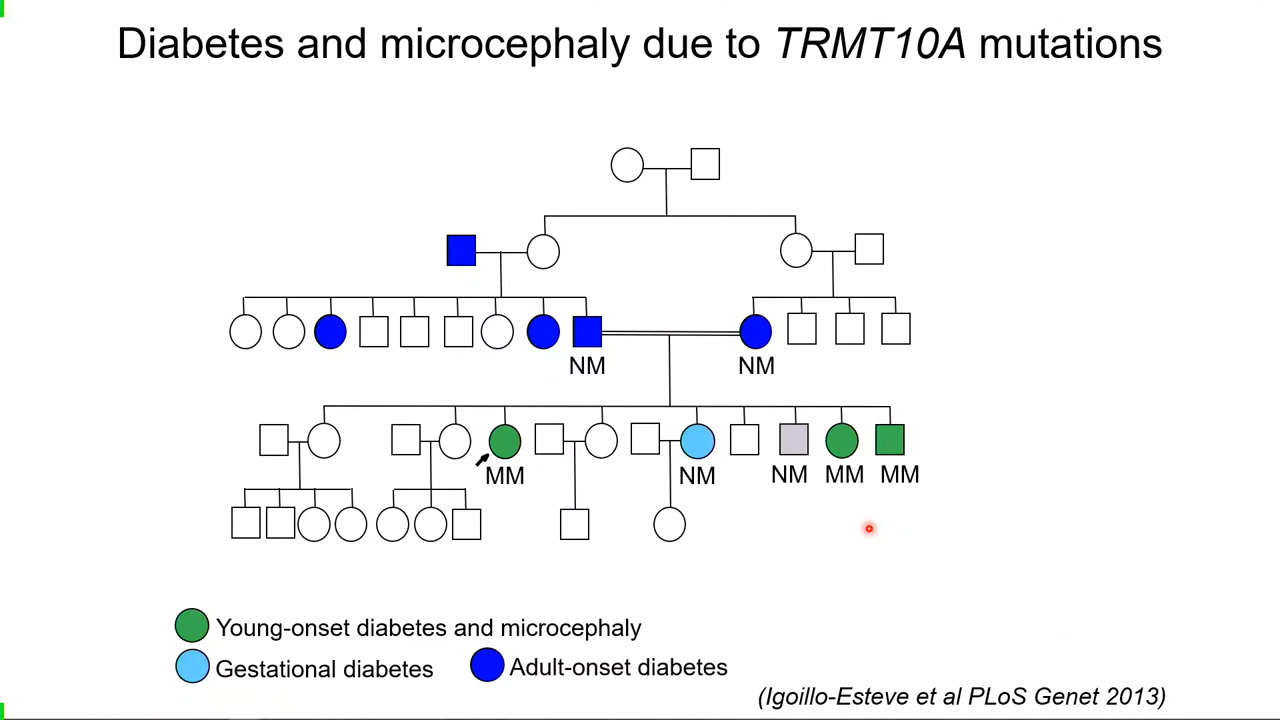 Diabetes and microcephaly due to TRMT10A mutations
NM NM
MM NM NM MM MM
Young-onset diabetes and microcephaly
Gestational diabetes Adult-onset diabetes
(Igoillo-Esteve et al PLoS Genet 2013)